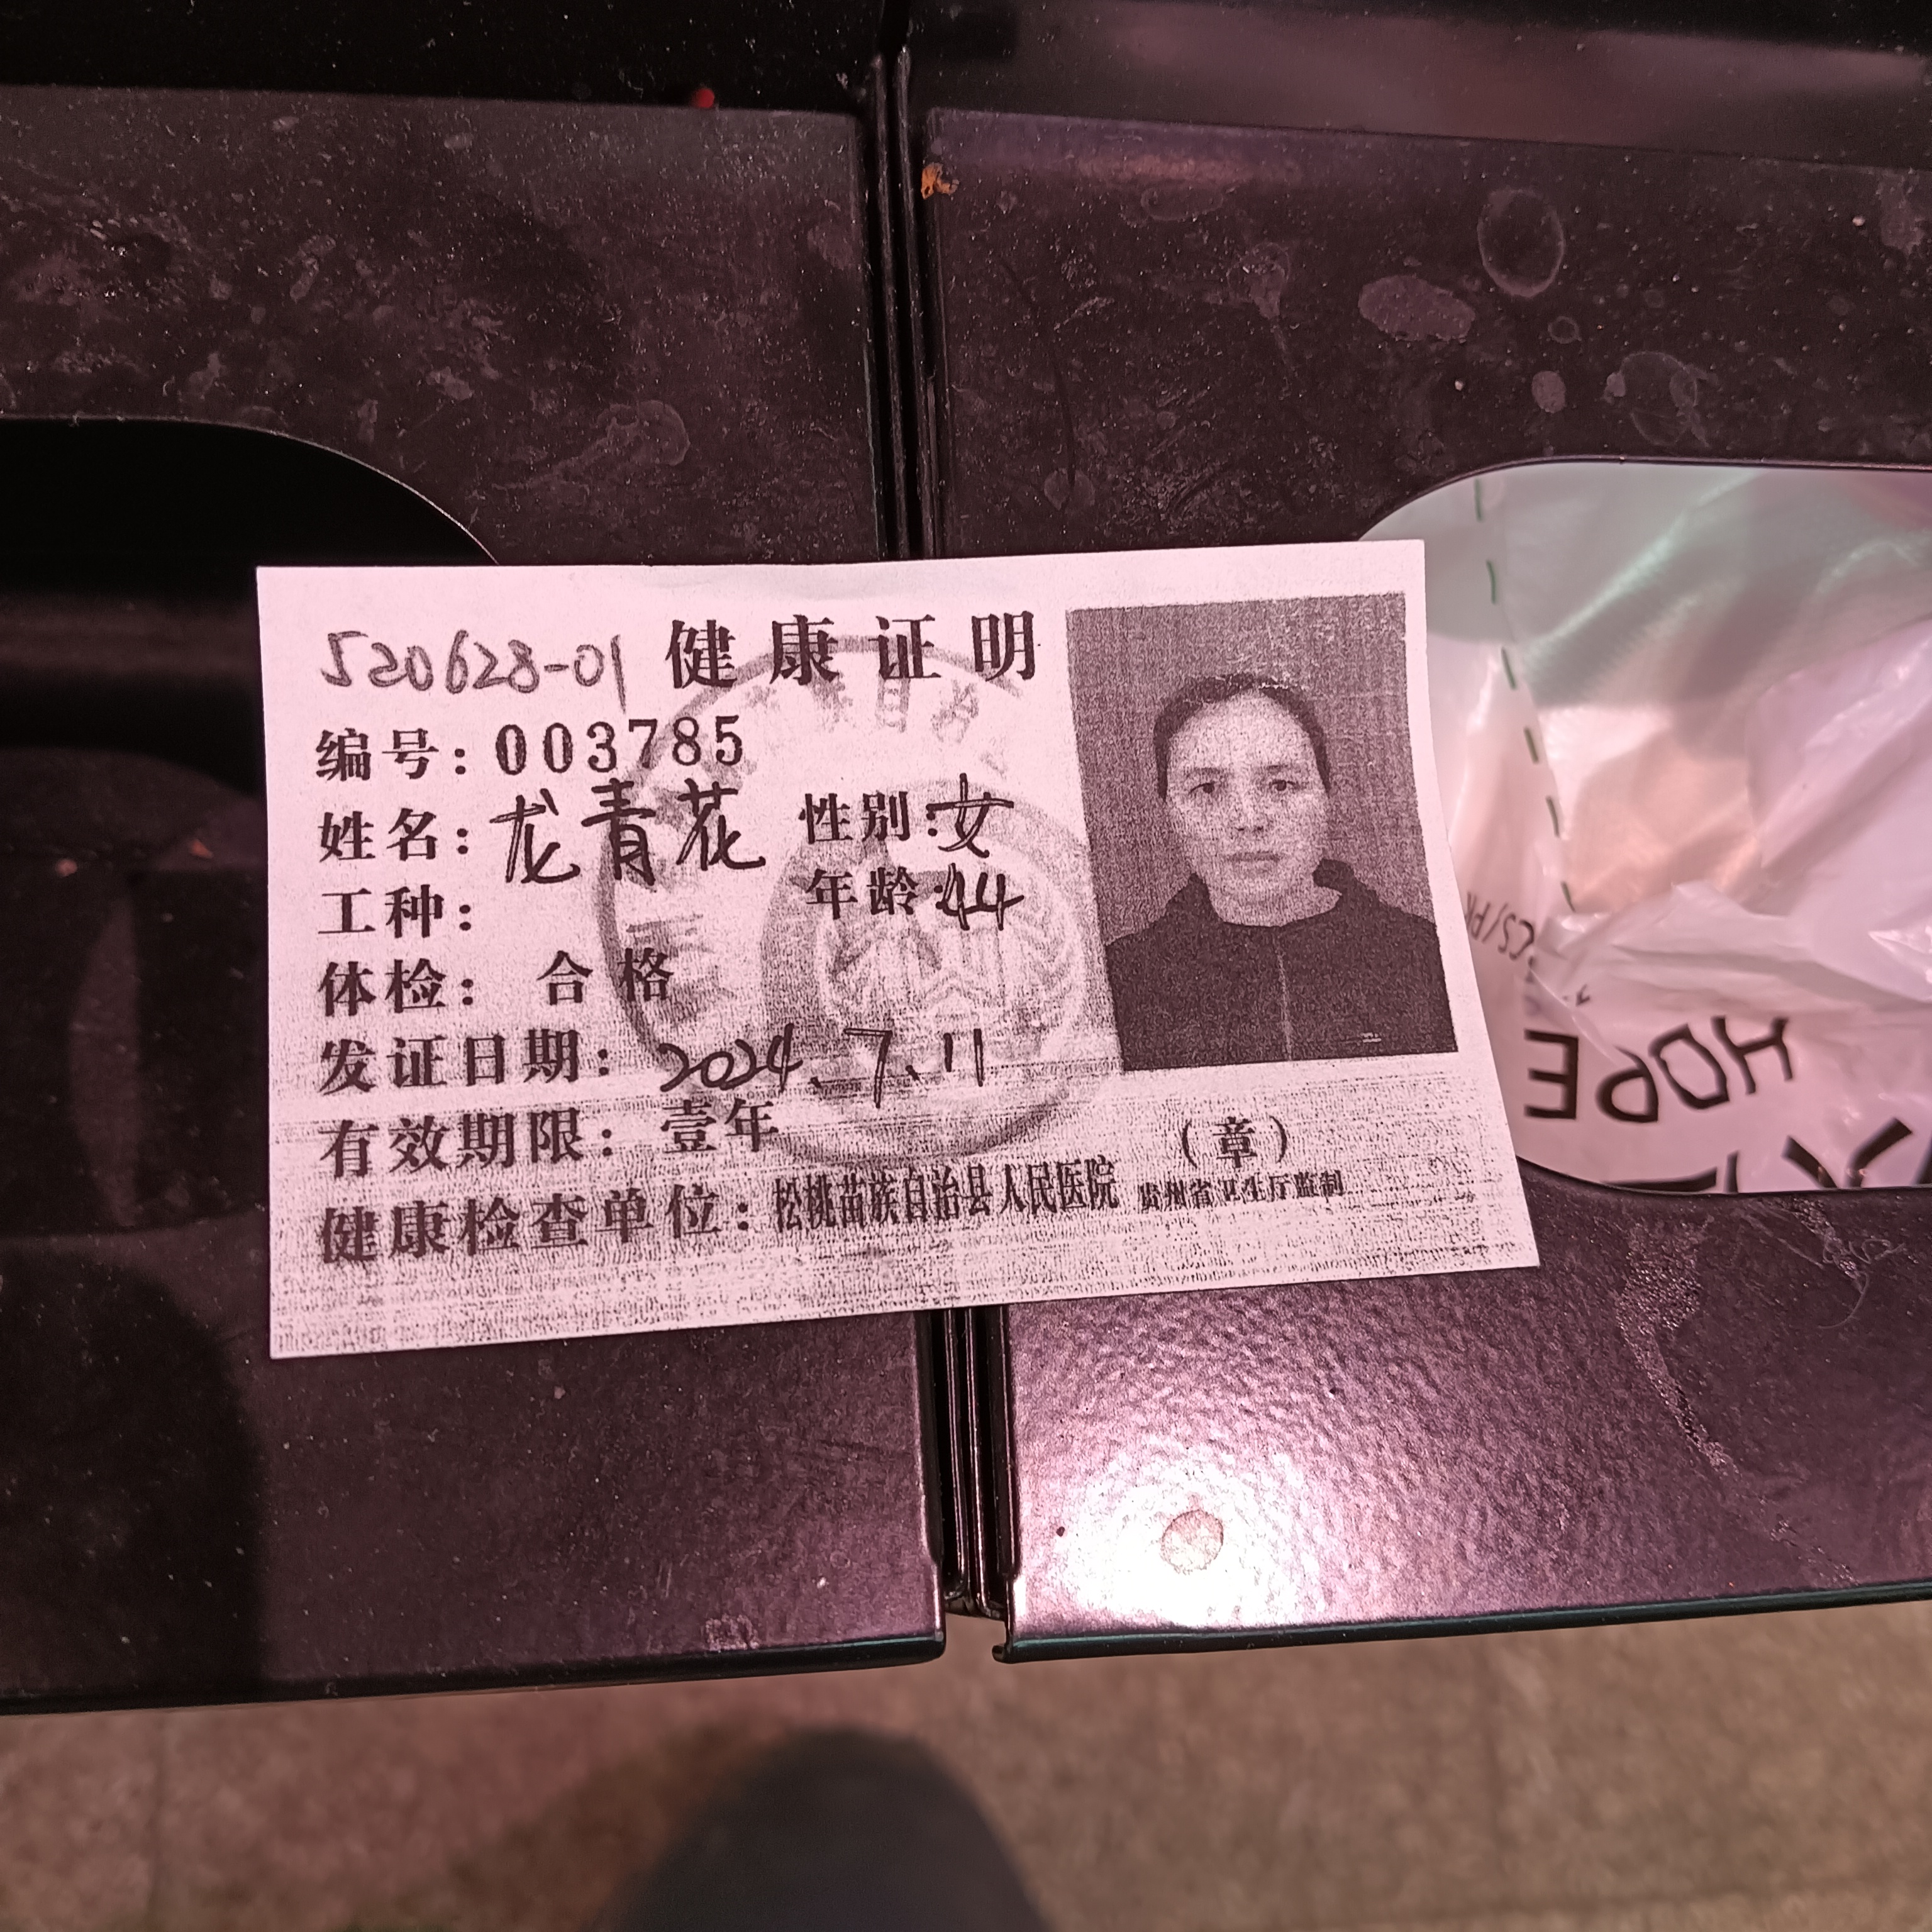 520628-01 健康证明
编号：003785
姓名：龙青花 性别：女
工种： 年龄：44
体检： 合格
发证日期：2024、7、11
有效期限：壹年
（章）
健康检查单位：松桃苗族自治县人民医院 贵州省卫生厅监制
HOPE